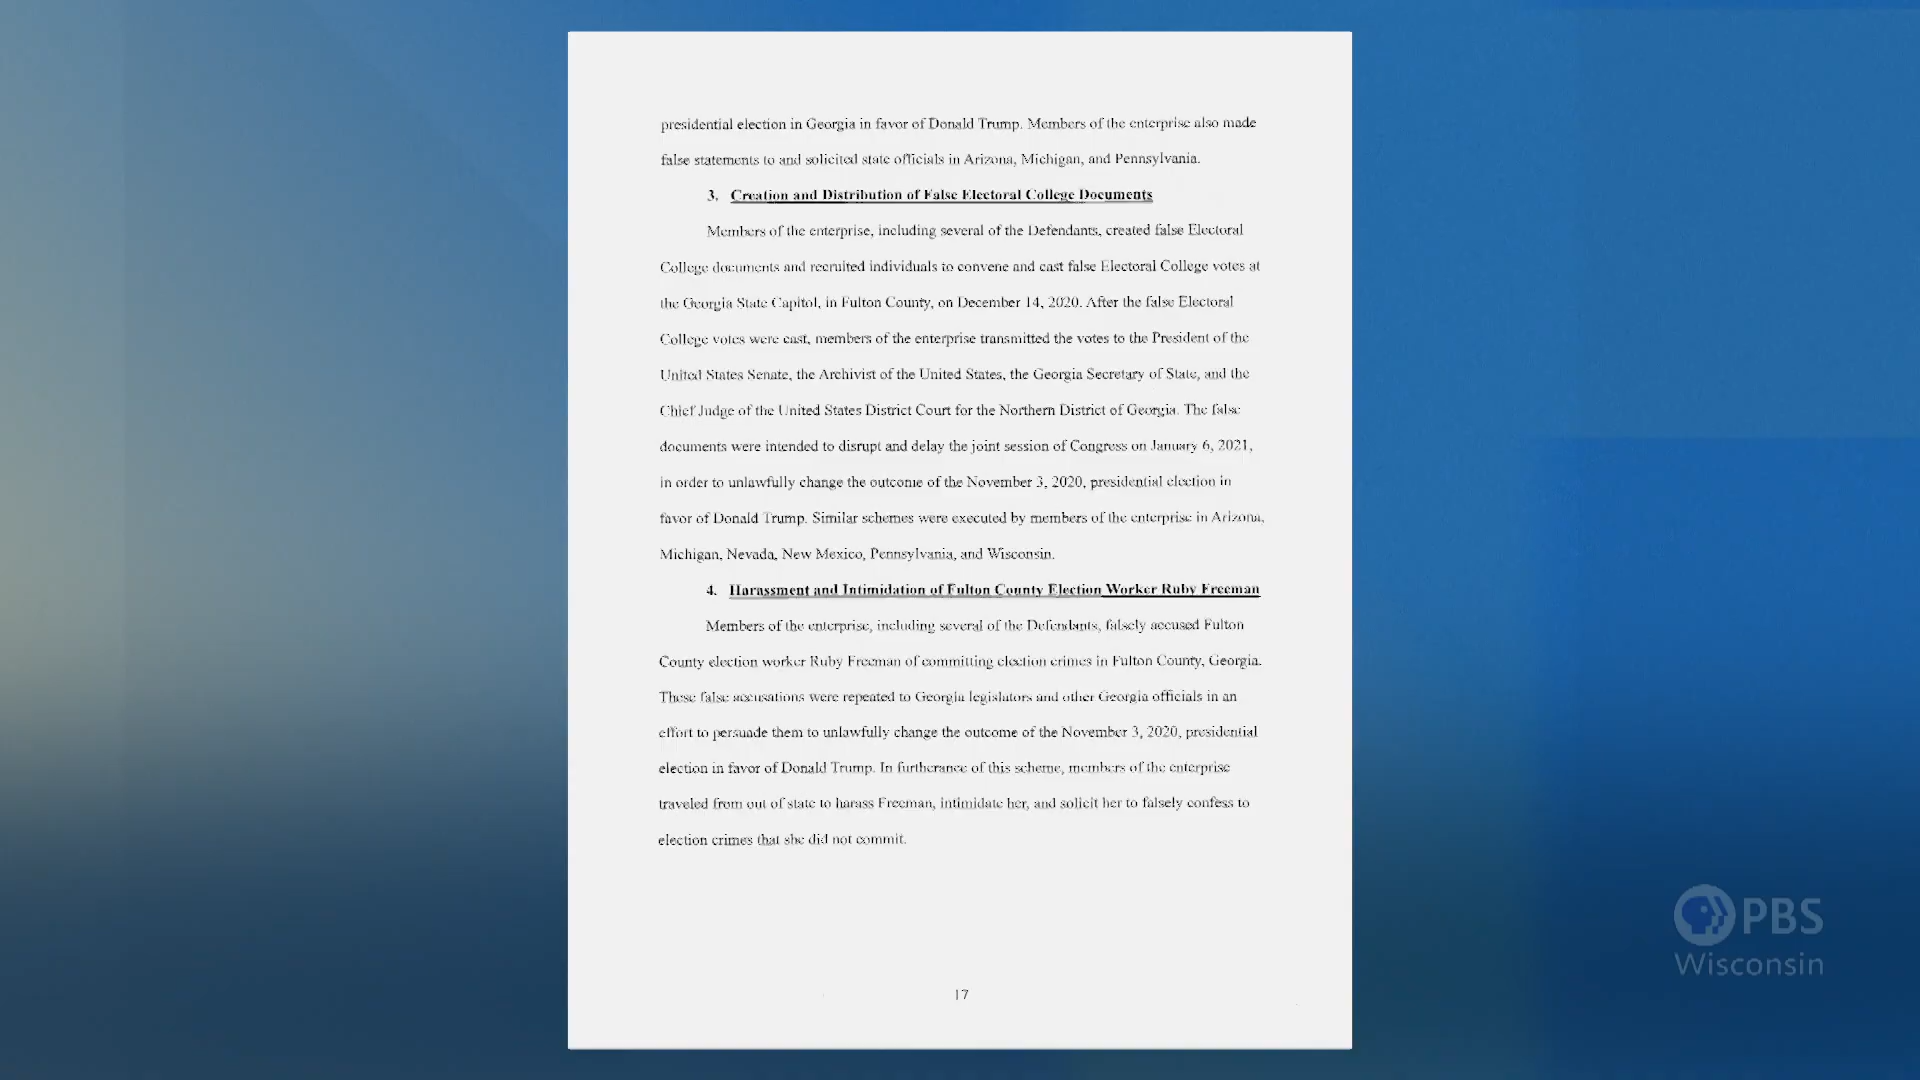 presidential election in Georgia in favor of Donald Trump. Members of the enterprise also made
false statements to and solicited state officials in Arizona, Michigan, and Pennsylvania.
3. Creation and Distribution of False Electoral College Documents
Members of the enterprise, including several of the Defendants, created false Electoral
College documents and recruited individuals to convene and cast false Electoral College votes at
the Georgia State Capitol, in Fulton County, on December 14, 2020. After the false Electoral
College votes were cast, members of the enterprise transmitted the votes to the President of the
United States Senate, the Archivist of the United States, the Georgia Secretary of State, and the
Chief Judge of the United States District Court for the Northern District of Georgia. The false
documents were intended to disrupt and delay the joint session of Congress on January 6, 2021,
in order to unlawfully change the outcome of the November 3, 2020, presidential election in
favor of Donald Trump. Similar schemes were executed by members of the enterprise in Arizona,
Michigan, Nevada, New Mexico, Pennsylvania, and Wisconsin.
4. Harassment and Intimidation of Fulton County Election Worker Ruby Freeman
Members of the enterprise, including several of the Defendants, falsely accused Fulton
County election worker Ruby Freeman of committing election crimes in Fulton County, Georgia.
These false accusations were repeated to Georgia legislators and other Georgia officials in an
effort to persuade them to unlawfully change the outcome of the November 3, 2020, presidential
election in favor of Donald Trump. In furtherance of this scheme, members of the enterprise
traveled from out of state to harass Freeman, intimidate her, and solicit her to falsely confess to
election crimes that she did not commit.
17
PBS
Wisconsin